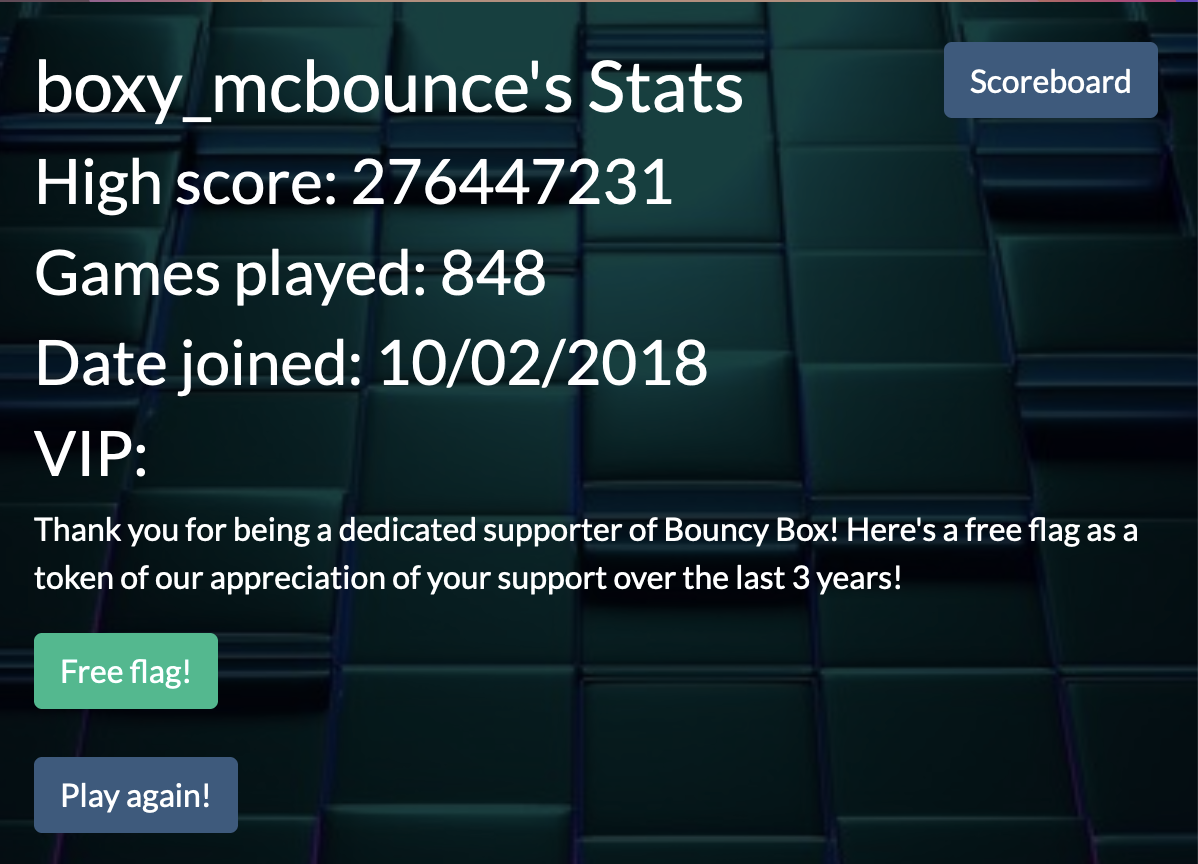 boxy_mcbounce's Stats
Scoreboard
High score: 276447231
Games played: 848
Date joined: 10/02/2018
VIP:
Thank you for being a dedicated supporter of Bouncy Box! Here's a free flag as a
token of our appreciation of your support over the last 3 years!
Free flag!
Play again!